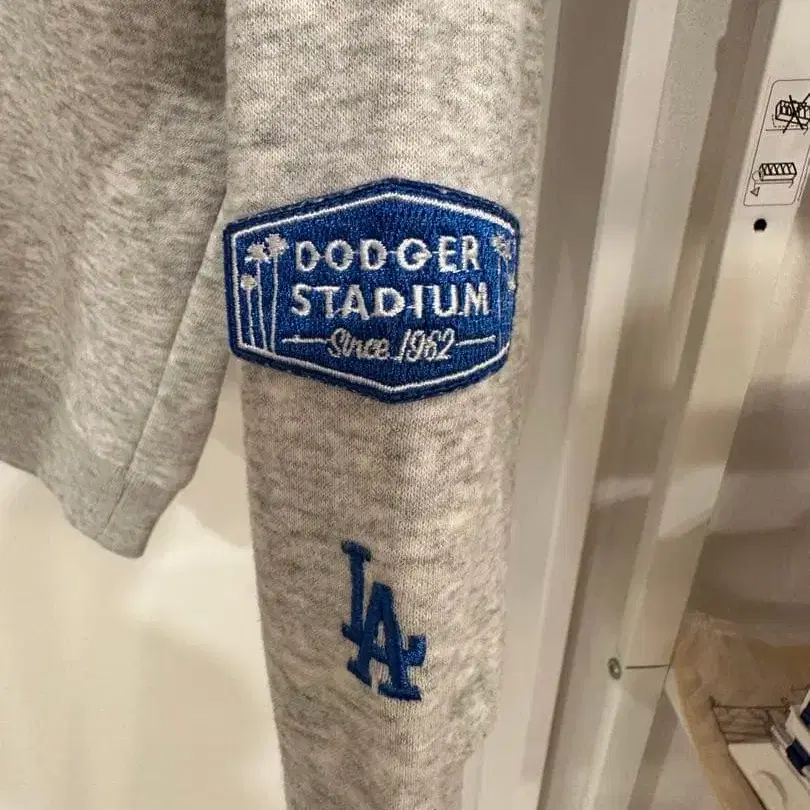 DODGER
STADIUM
Since 1962
LA